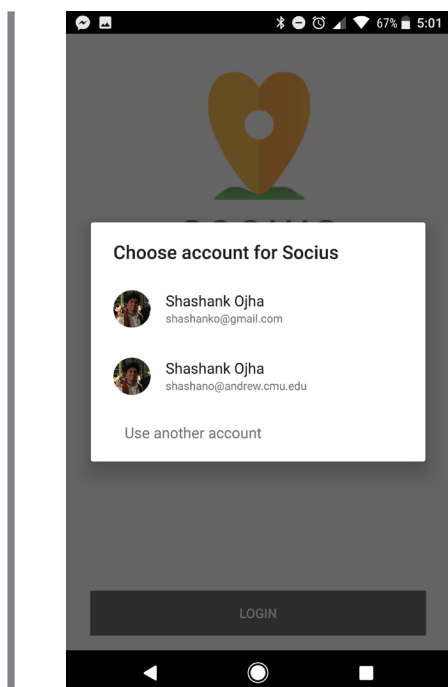 67% 5:01
Choose account for Socius
Shashank Ojha
shashanko@gmail.com
Shashank Ojha
shashano@andrew.cmu.edu
Use another account
LOGIN